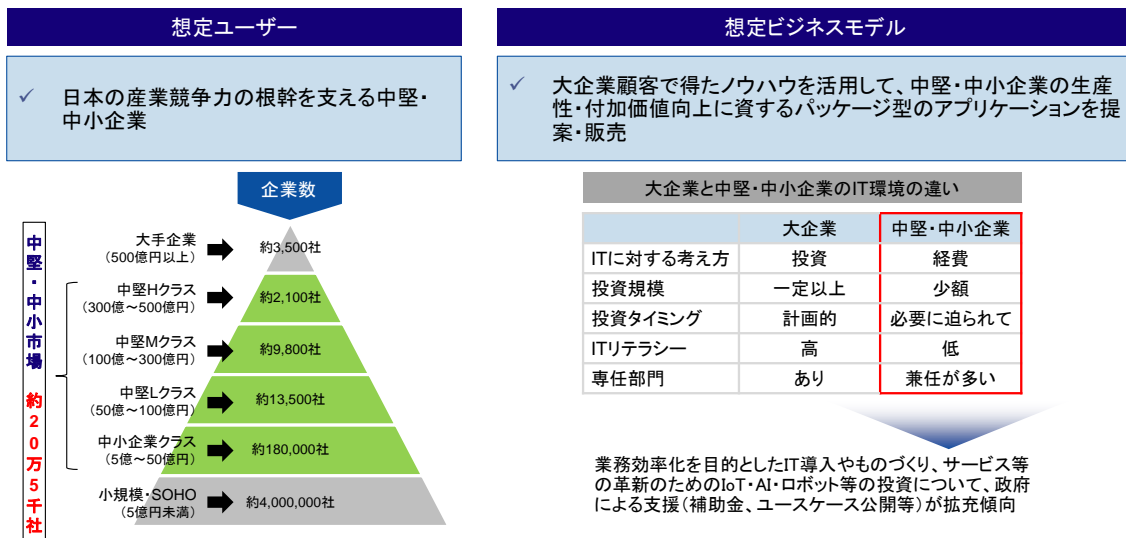 想定ユーザー
✓ 日本の産業競争力の根幹を支える中堅・
中小企業
企業数
中堅・中小市場 約20万5千社
大手企業
(500億円以上)
約3,500社
中堅Hクラス
(300億~500億円)
約2,100社
中堅Mクラス
(100億~300億円)
約9,800社
中堅Lクラス
(50億~100億円)
約13,500社
中小企業クラス
(5億~50億円)
約180,000社
小規模・SOHO
(5億円未満)
約4,000,000社
想定ビジネスモデル
✓ 大企業顧客で得たノウハウを活用して、中堅・中小企業の生産
性・付加価値向上に資するパッケージ型のアプリケーションを提
案・販売
大企業と中堅・中小企業のIT環境の違い
大企業 中堅・中小企業
ITに対する考え方 投資 経費
投資規模 一定以上 少額
投資タイミング 計画的 必要に迫られて
ITリテラシー 高 低
専任部門 あり 兼任が多い
業務効率化を目的としたIT導入やものづくり、サービス等
の革新のためのIoT・AI・ロボット等の投資について、政府
による支援(補助金、ユースケース公開等)が拡充傾向